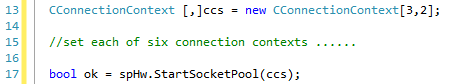 13 CConnectionContext [,]ccs = new CConnectionContext[3,2];
14
15 //set each of six connection contexts ......
16
17 bool ok = spHw.StartSocketPool(ccs);